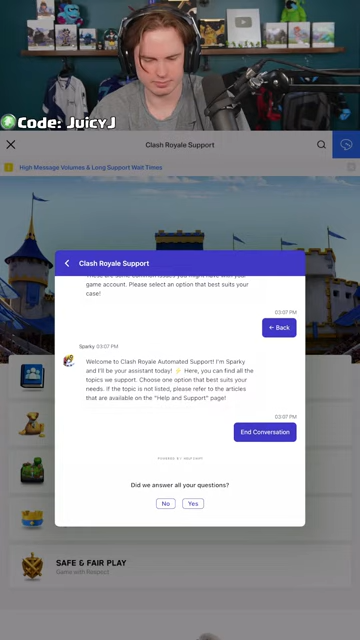 Code: JuicyJ
Clash Royale Support
High Message Volumes & Long Support Wait Times
Clash Royale Support
game account. Please select an option that best suits your
case!
03:07 PM
← Back
Sparky 03:07 PM
Welcome to Clash Royale Automated Support! I'm Sparky
and I'll be your assistant today! ⚡ Here, you can find all the
topics we support. Choose one option that best suits your
needs. If the topic is not listed, please refer to the articles
that are available on the "Help and Support" page!
03:07 PM
End Conversation
POWERED BY HELPSHIFT
Did we answer all your questions?
No Yes
SAFE & FAIR PLAY
Game with Respect